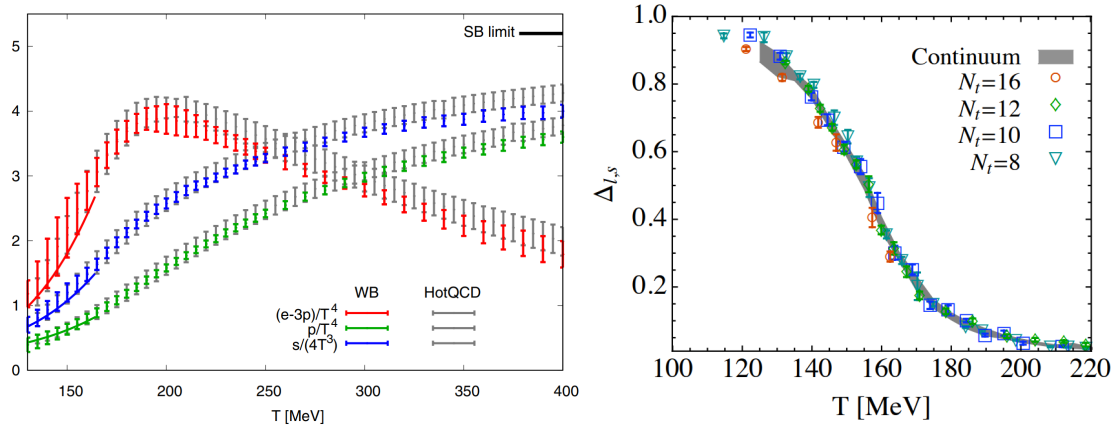 5
4
3
2
1
0
150 200 250 300 350 400
T [MeV]
SB limit
WB HotQCD
(e-3p)/T⁴
p/T⁴
s/(4T³)
1.0
0.8
0.6
0.4
0.2
Δl,s
100 120 140 160 180 200 220
T [MeV]
Continuum
Nt=16
Nt=12
Nt=10
Nt=8